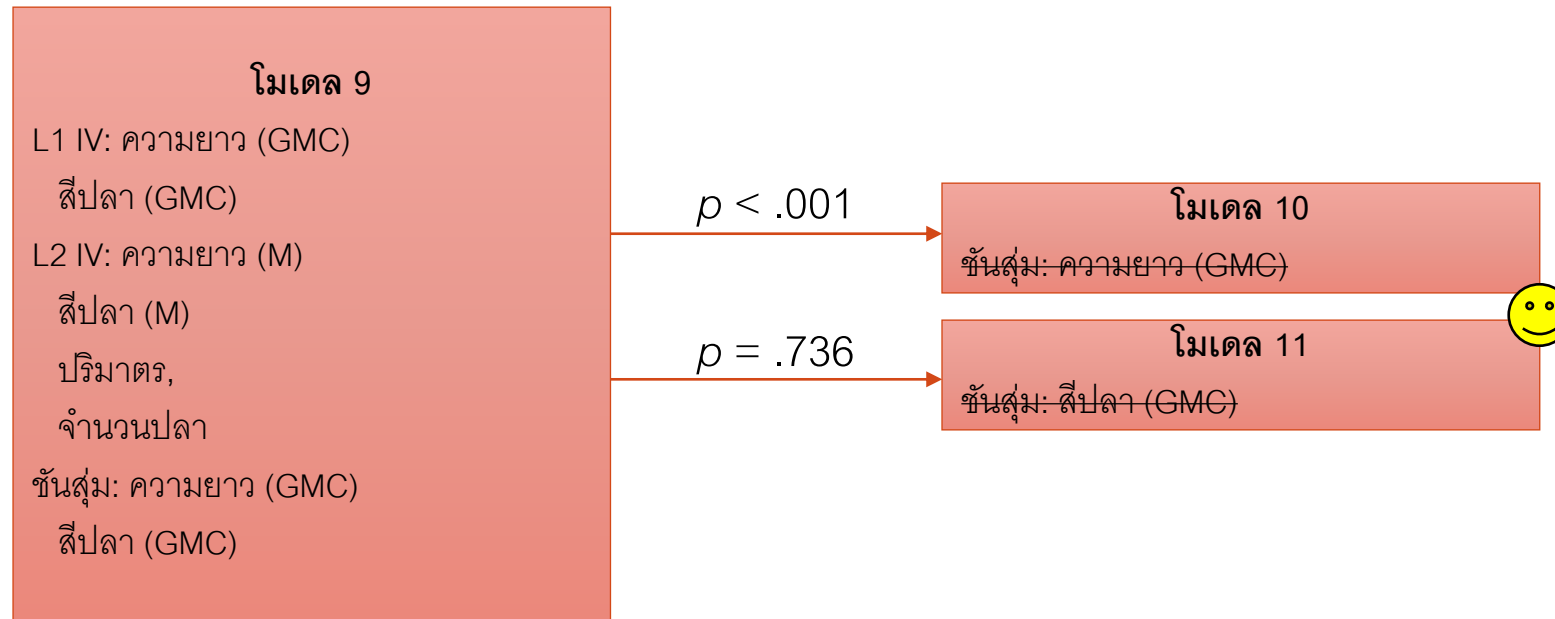 โมเดล 9
L1 IV: ความยาว (GMC)
สีปลา (GMC)
L2 IV: ความยาว (M)
สีปลา (M)
ปริมาตร,
จำนวนปลา
ชันสุ่ม: ความยาว (GMC)
สีปลา (GMC)
p < .001
โมเดล 10
ชันสุ่ม: ความยาว (GMC)
p = .736
โมเดล 11
ชันสุ่ม: สีปลา (GMC)